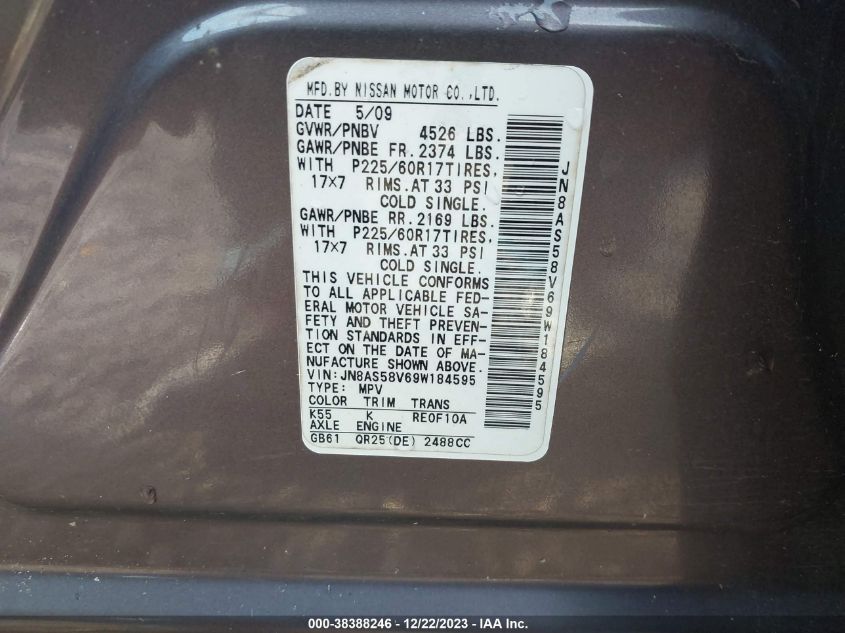 MFD.BY NISSAN MOTOR CO.,LTD.
DATE 5/09
GVWR/PNBV 4526 LBS.
GAWR/PNBE FR.2374 LBS.
WITH P225/60R17TIRES,
17×7 RIMS.AT 33 PSI
COLD SINGLE.
GAWR/PNBE RR.2169 LBS.
WITH P225/60R17TIRES,
17×7 RIMS.AT 33 PSI
COLD SINGLE.
THIS VEHICLE CONFORMS
TO ALL APPLICABLE FED-
ERAL MOTOR VEHICLE SA-
FETY AND THEFT PREVEN-
TION STANDARDS IN EFF-
ECT ON THE DATE OF MA-
NUFACTURE SHOWN ABOVE.
VIN:JN8AS58V69W184595
TYPE: MPV
COLOR TRIM TRANS
K55 K RE0F10A
AXLE ENGINE
GB61 QR25(DE) 2488CC
JN8AS58V69W184595
000-38388246 - 12/22/2023 - IAA Inc.